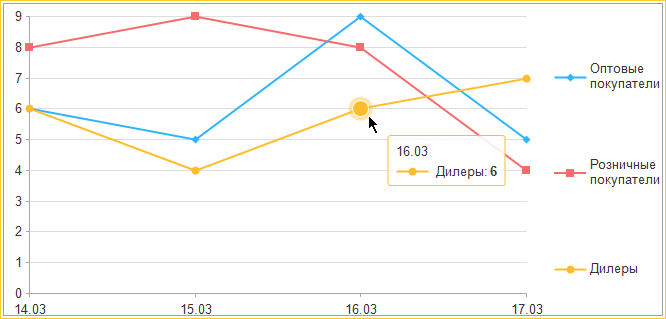 9
8
7
6
5
4
3
2
1
0
14.03
15.03
16.03
17.03
16.03
Дилеры: 6
Оптовые
покупатели
Розничные
покупатели
Дилеры